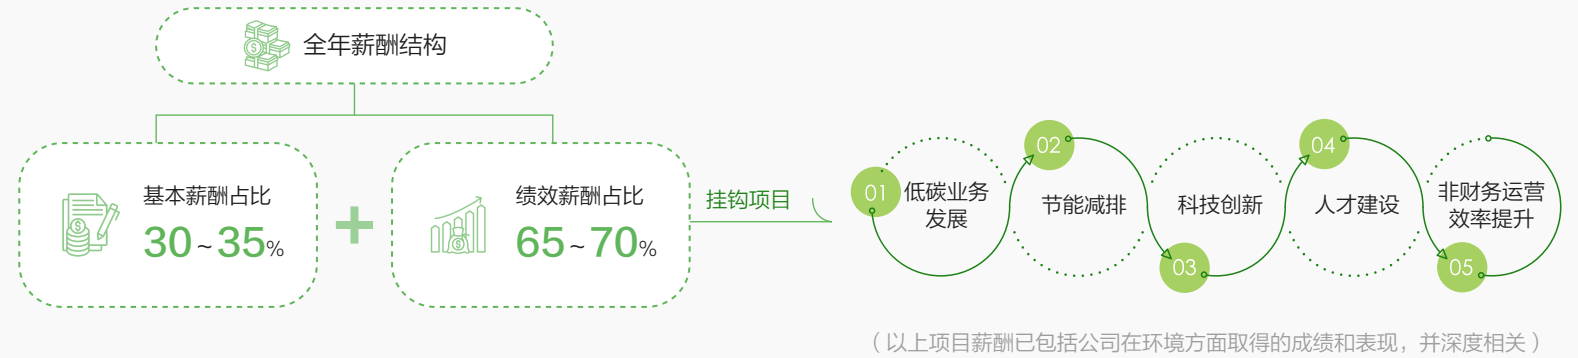 全年薪酬结构
基本薪酬占比
30~35%
绩效薪酬占比
65~70%
挂钩项目
01
低碳业务
发展
02
节能减排
03
科技创新
04
人才建设
05
非财务运营
效率提升
（以上项目薪酬已包括公司在环境方面取得的成绩和表现，并深度相关）